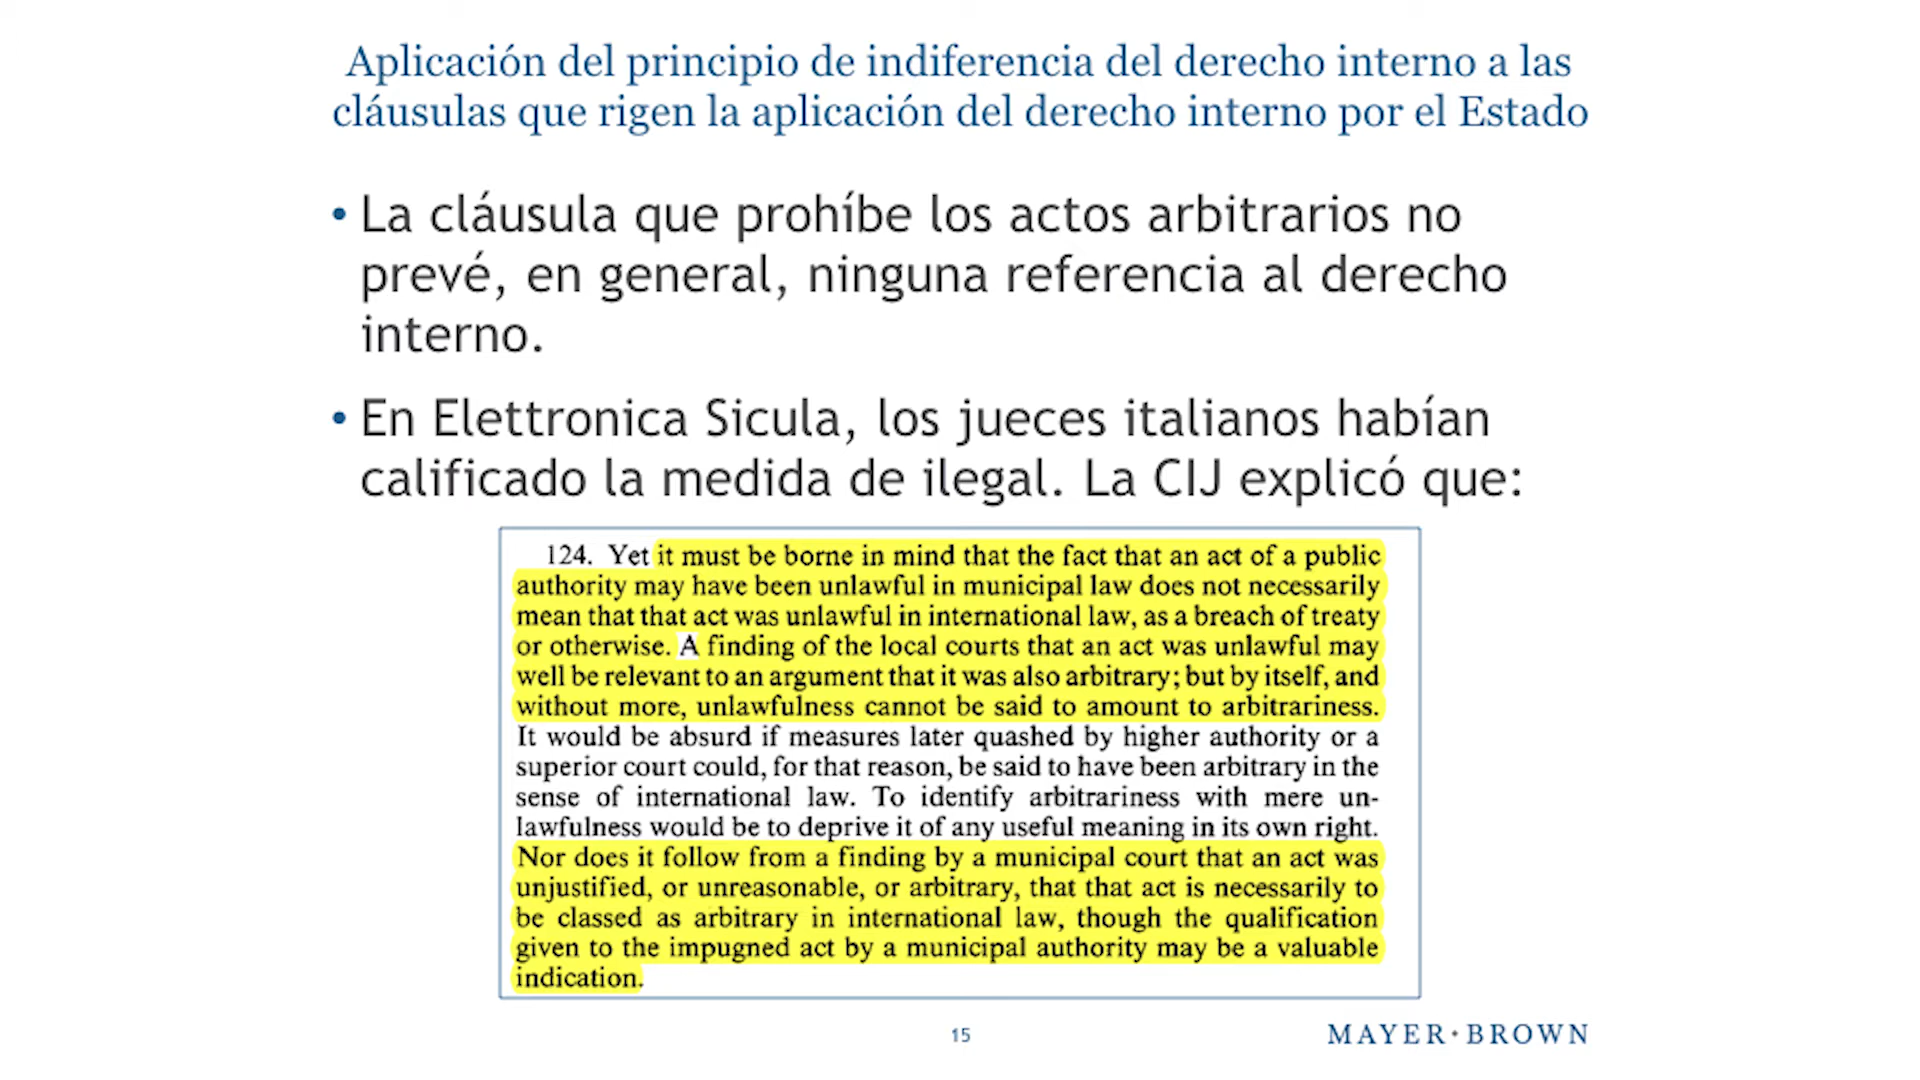 Aplicación del principio de indiferencia del derecho interno a las
cláusulas que rigen la aplicación del derecho interno por el Estado
• La cláusula que prohíbe los actos arbitrarios no
prevé, en general, ninguna referencia al derecho
interno.
• En Elettronica Sicula, los jueces italianos habían
calificado la medida de ilegal. La CIJ explicó que:
124. Yet it must be borne in mind that the fact that an act of a public
authority may have been unlawful in municipal law does not necessarily
mean that that act was unlawful in international law, as a breach of treaty
or otherwise. A finding of the local courts that an act was unlawful may
well be relevant to an argument that it was also arbitrary; but by itself, and
without more, unlawfulness cannot be said to amount to arbitrariness.
It would be absurd if measures later quashed by higher authority or a
superior court could, for that reason, be said to have been arbitrary in the
sense of international law. To identify arbitrariness with mere un-
lawfulness would be to deprive it of any useful meaning in its own right.
Nor does it follow from a finding by a municipal court that an act was
unjustified, or unreasonable, or arbitrary, that that act is necessarily to
be classed as arbitrary in international law, though the qualification
given to the impugned act by a municipal authority may be a valuable
indication.
15
MAYER·BROWN